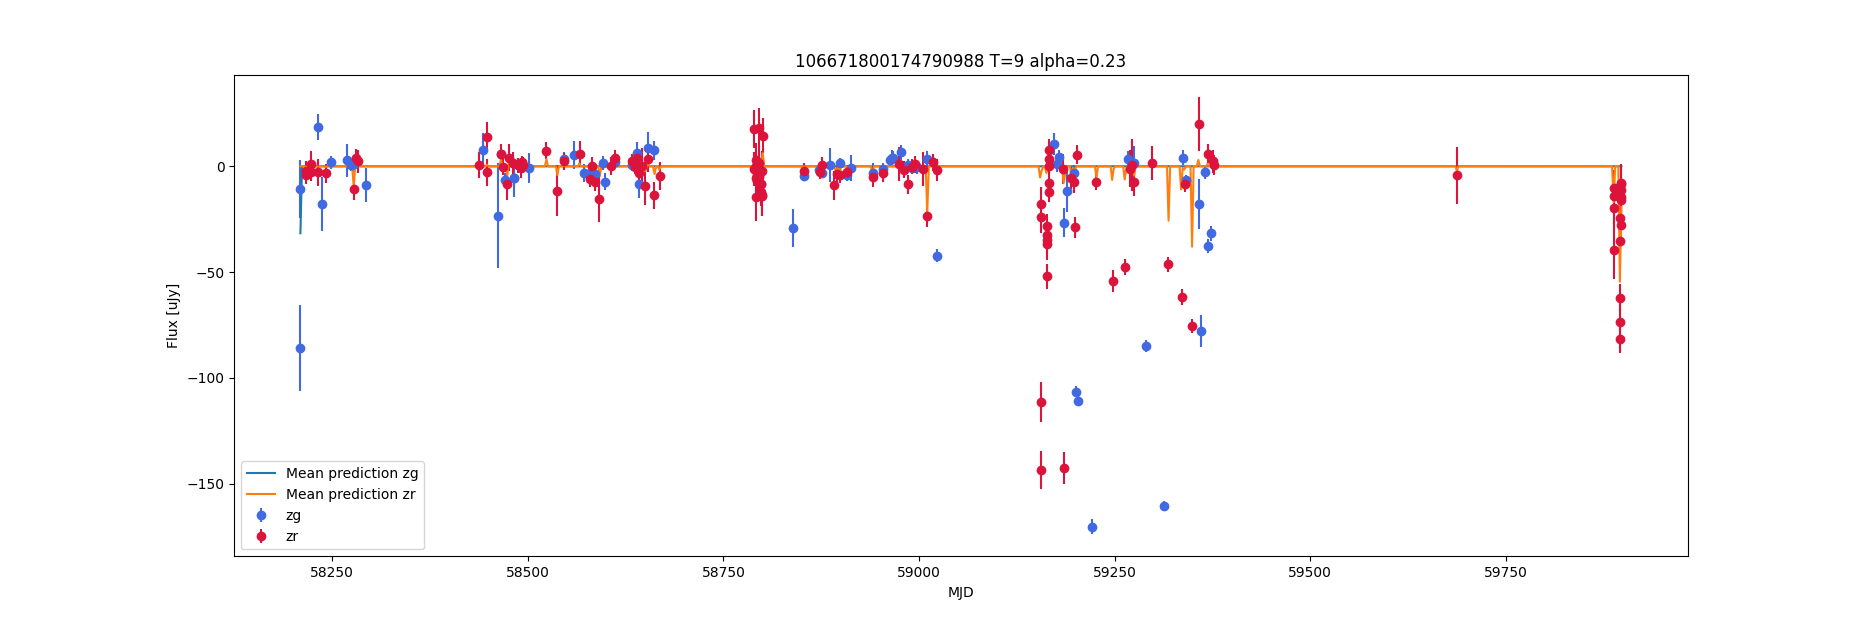 106671800174790988 T=9 alpha=0.23
Flux [uJy]
0
−50
−100
−150
Mean prediction zg
Mean prediction zr
zg
zr
58250 58500 58750 59000 59250 59500 59750
MJD